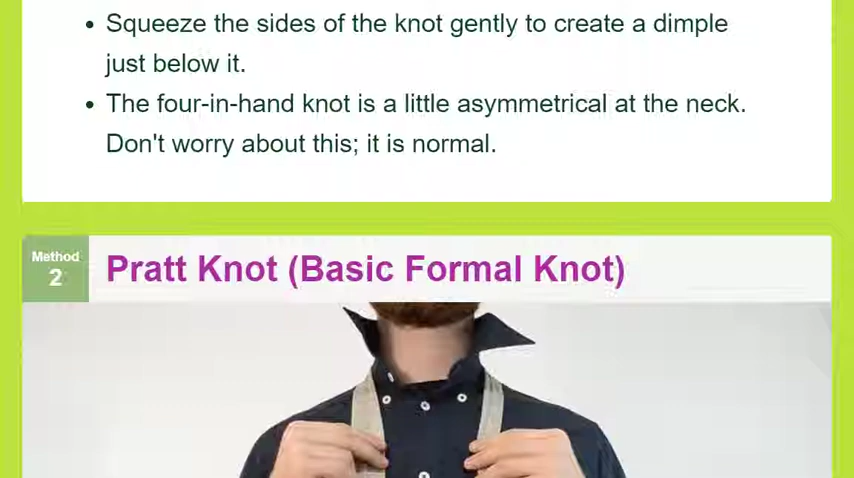 Squeeze the sides of the knot gently to create a dimple
just below it.
The four-in-hand knot is a little asymmetrical at the neck.
Don't worry about this; it is normal.
Method
2
Pratt Knot (Basic Formal Knot)